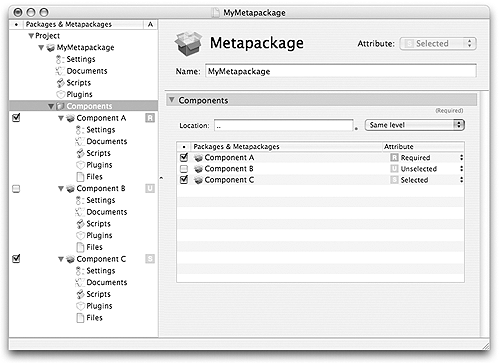 MyMetapackage
• Packages & Metapackages A
Project
MyMetapackage
Settings
Documents
Scripts
Plugins
Components
Component A R
Settings
Documents
Scripts
Plugins
Files
Component B U
Settings
Documents
Scripts
Plugins
Files
Component C S
Settings
Documents
Scripts
Plugins
Files
Metapackage
Attribute: S Selected
Name: MyMetapackage
Components
(Required)
Location: .. Same level
• Packages & Metapackages Attribute
Component A R Required
Component B U Unselected
Component C S Selected